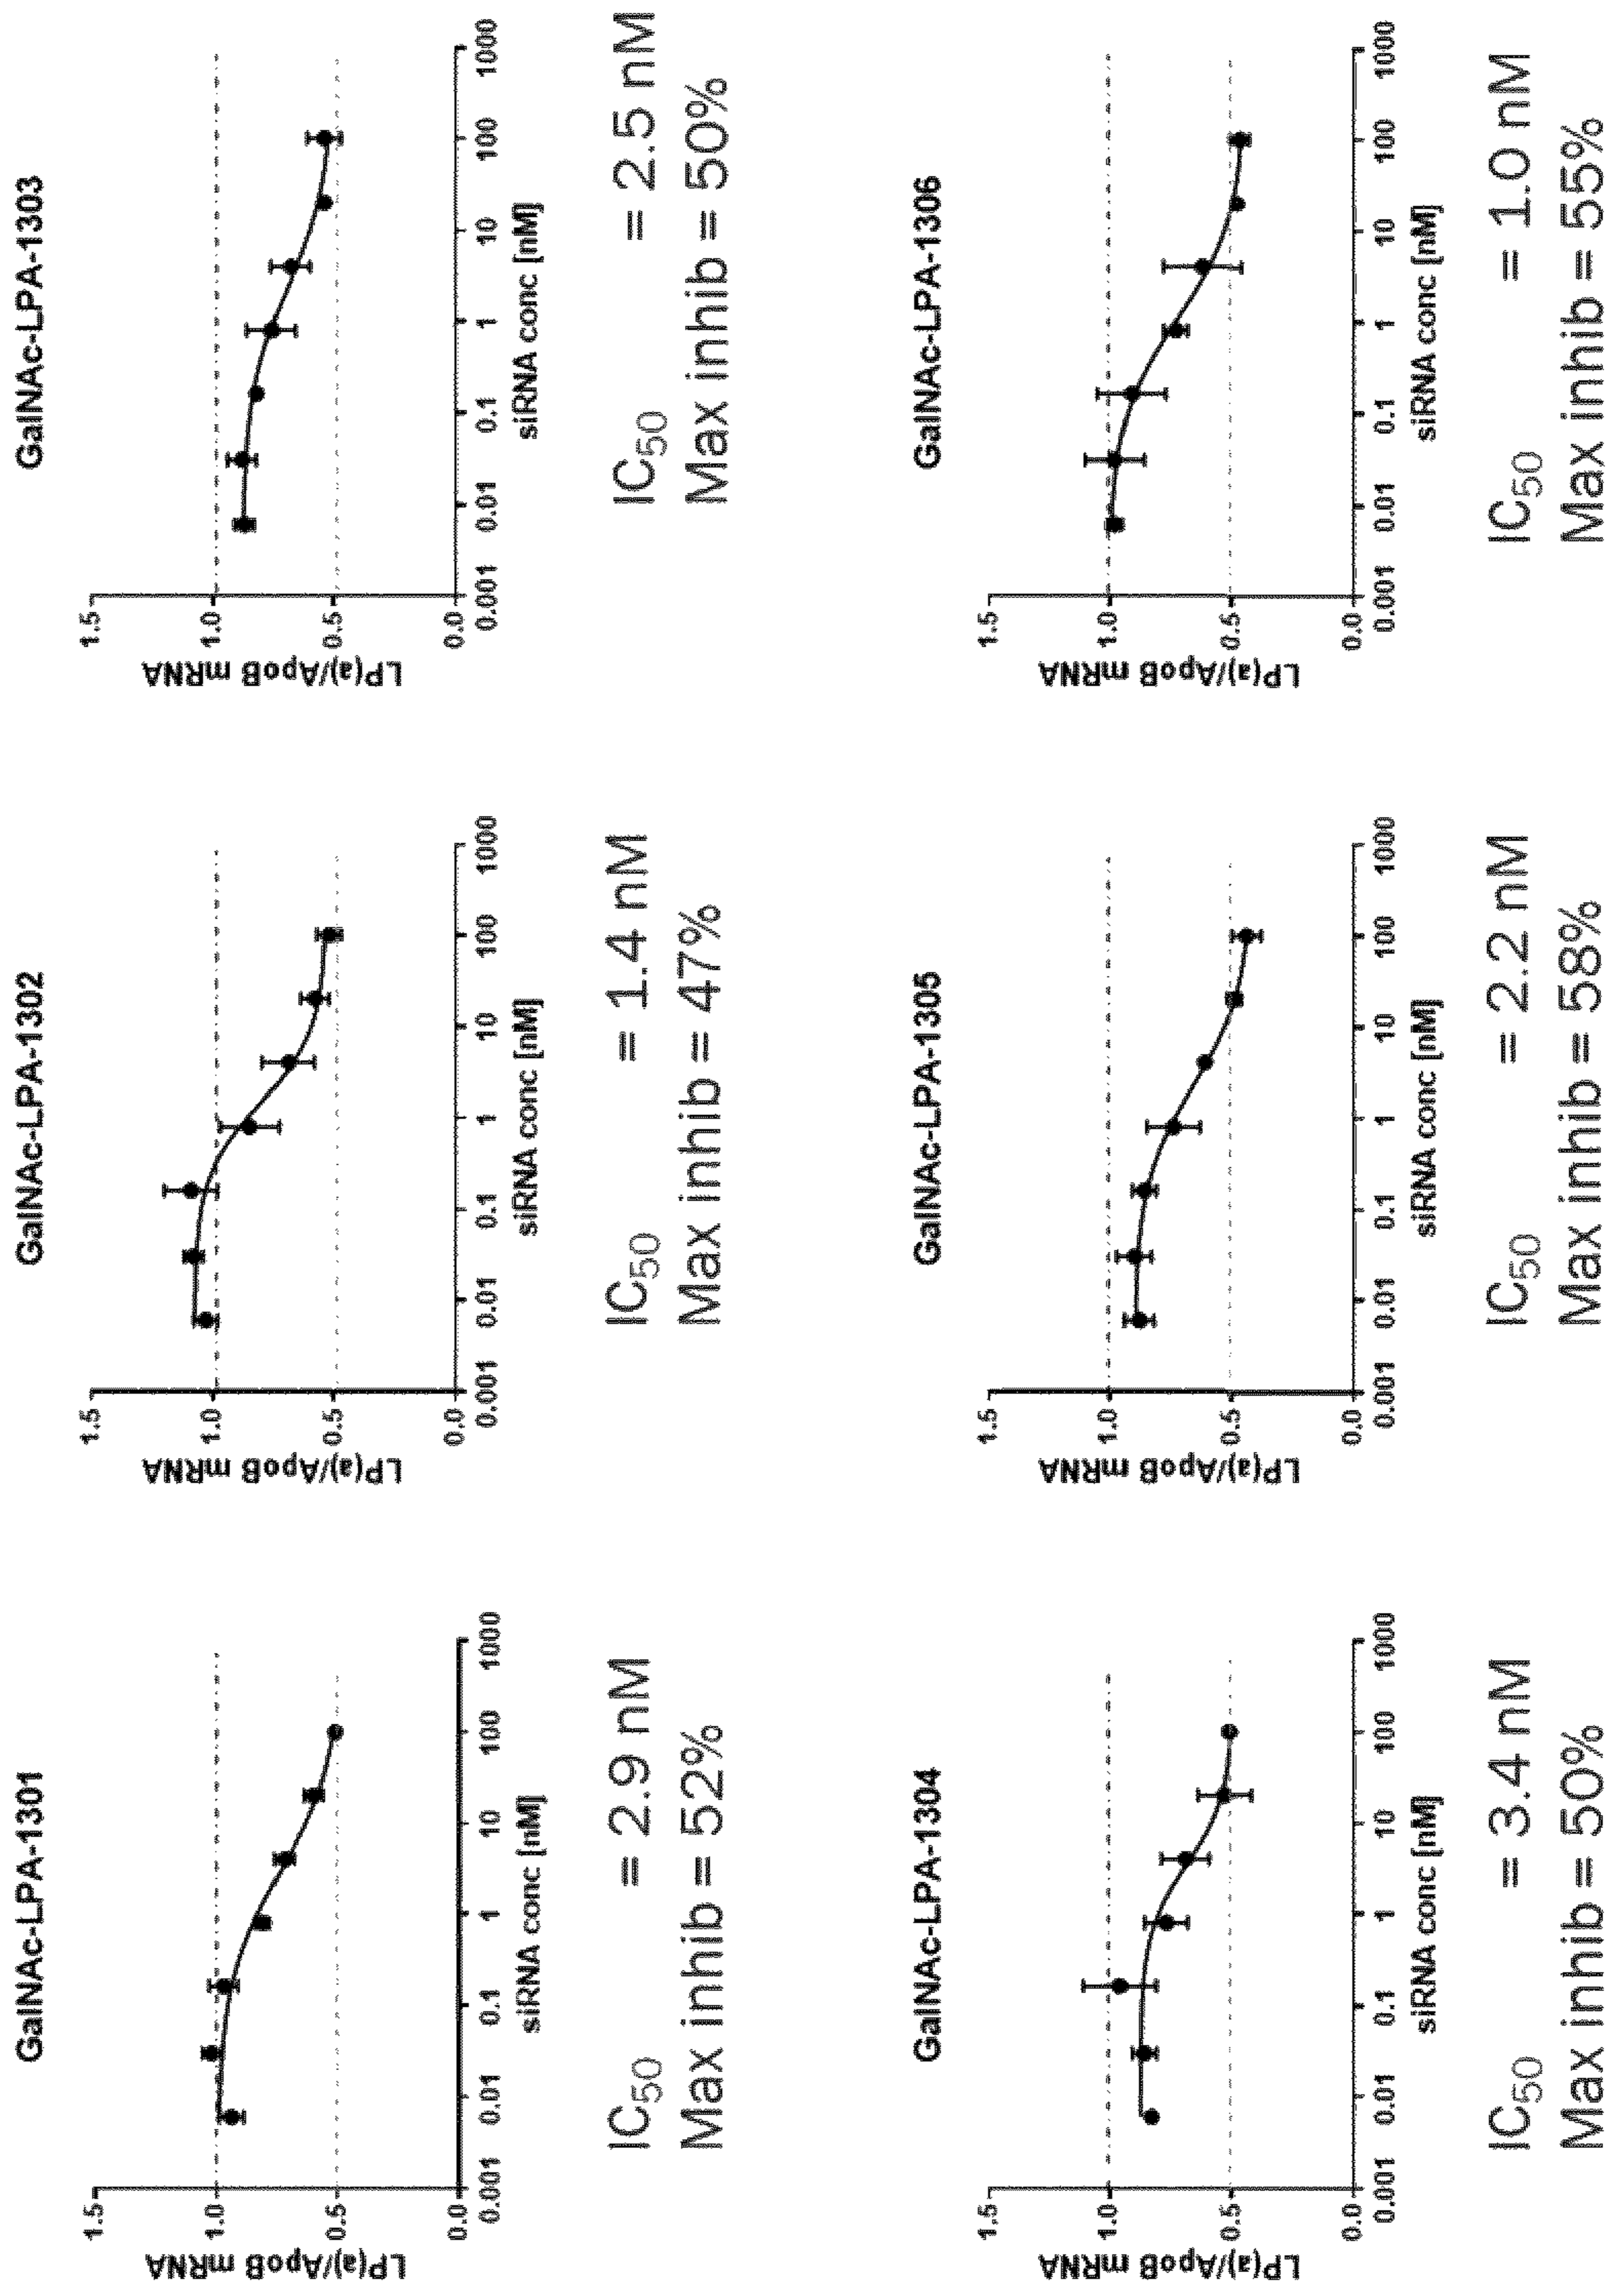 GalNAc-LPA-1301
LP(a)/ApoB mRNA
1.5
1.0
0.5
0.0
0.001
0.01
0.1
1
10
100
1000
siRNA conc [nM]
IC50 = 2.9 nM
Max inhib = 52%
GalNAc-LPA-1302
LP(a)/ApoB mRNA
1.5
1.0
0.5
0.0
0.001
0.01
0.1
1
10
100
1000
siRNA conc [nM]
IC50 = 1.4 nM
Max inhib = 47%
GalNAc-LPA-1303
LP(a)/ApoB mRNA
1.5
1.0
0.5
0.0
0.001
0.01
0.1
1
10
100
1000
siRNA conc [nM]
IC50 = 2.5 nM
Max inhib = 50%
GalNAc-LPA-1304
LP(a)/ApoB mRNA
1.5
1.0
0.5
0.0
0.001
0.01
0.1
1
10
100
1000
siRNA conc [nM]
IC50 = 3.4 nM
Max inhib = 50%
GalNAc-LPA-1305
LP(a)/ApoB mRNA
1.5
1.0
0.5
0.0
0.001
0.01
0.1
1
10
100
1000
siRNA conc [nM]
IC50 = 2.2 nM
Max inhib = 58%
GalNAc-LPA-1306
LP(a)/ApoB mRNA
1.5
1.0
0.5
0.0
0.001
0.01
0.1
1
10
100
1000
siRNA conc [nM]
IC50 = 1.0 nM
Max inhib = 55%